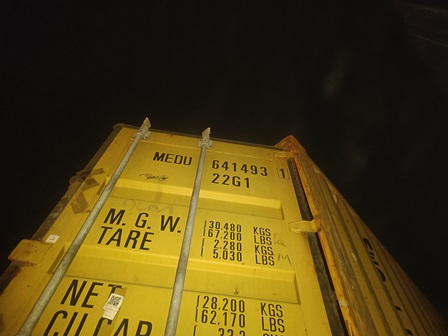 MEDU 641493 1
22G1
M. G. W. 30.480 KGS
67.200 LBS
TARE 2.280 KGS
5.030 LBS
NET 28.200 KGS
62.170 LBS
CU.CAP.